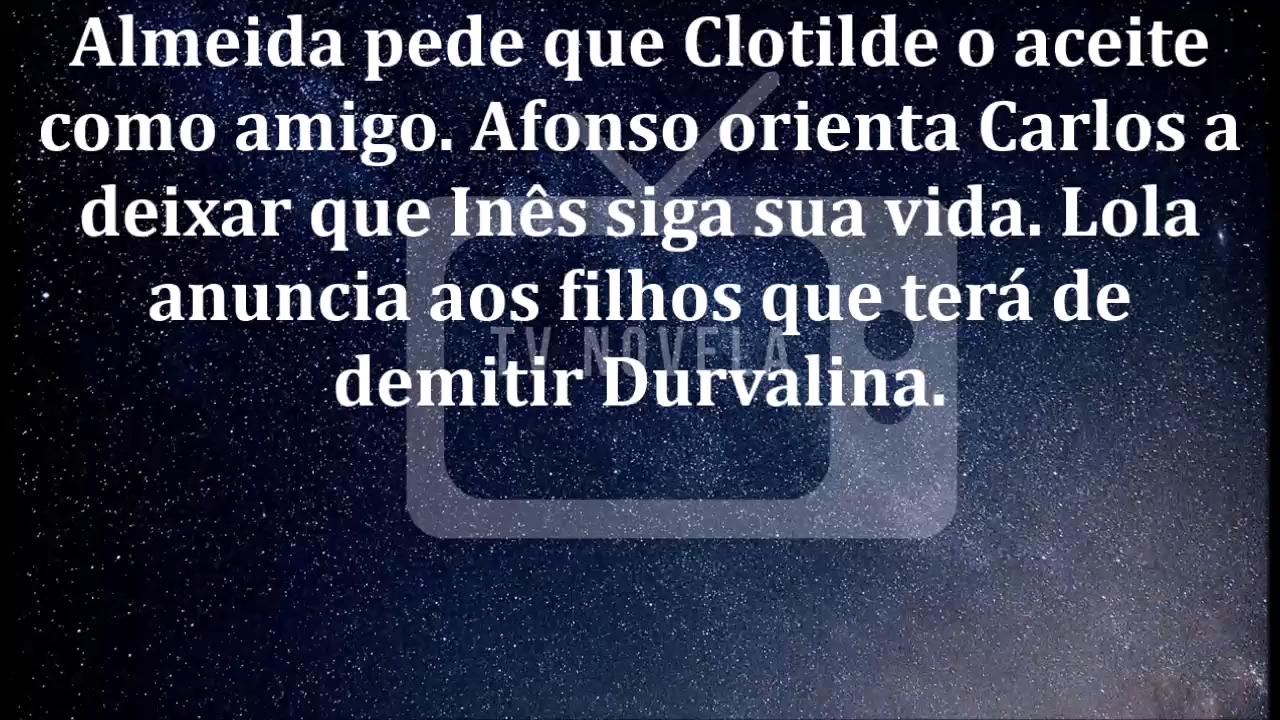 Almeida pede que Clotilde o aceite
como amigo. Afonso orienta Carlos a
deixar que Inês siga sua vida. Lola
anuncia aos filhos que terá de
TV NOVELA
demitir Durvalina.